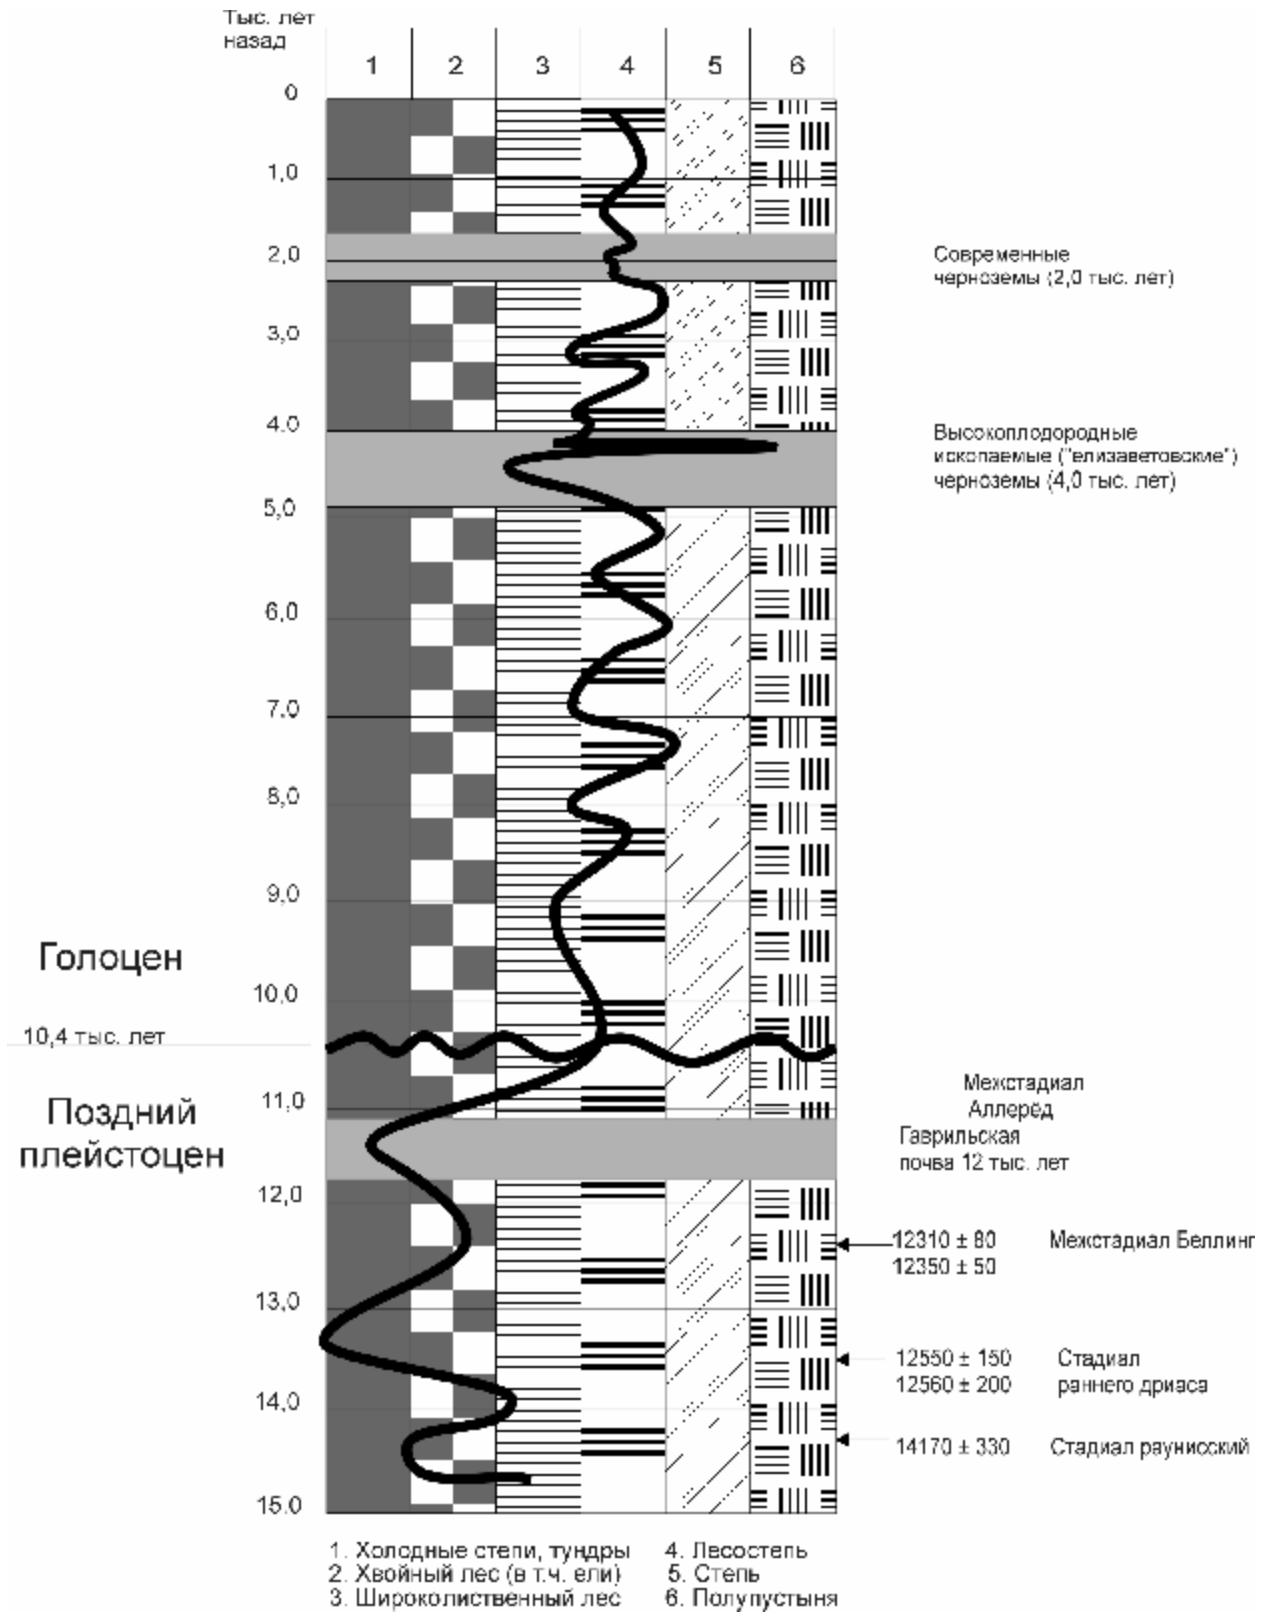 Тыс. лет
назад
1 2 3 4 5 6
0
1,0
2,0
Современные
черноземы (2,0 тыс. лет)
3,0
4.0
Высокоплодородные
ископаемые ("елизаветовские")
черноземы (4,0 тыс. лет)
5,0
6,0
7.0
8,0
9,0
Голоцен
10,0
10,4 тыс. лет
Поздний
плейстоцен
11,0
Межстадиал
Аллерёд
Гаврильская
почва 12 тыс. лет
12,0
12310 ± 80 Межстадиал Беллинг
12350 ± 50
13,0
12550 ± 150 Стадиал
12560 ± 200 раннего дриаса
14,0
14170 ± 330 Стадиал раунисский
15.0
1. Холодные степи, тундры 4. Лесостепь
2. Хвойный лес (в т.ч. ели) 5. Степь
3. Широколиственный лес 6. Полупустыня